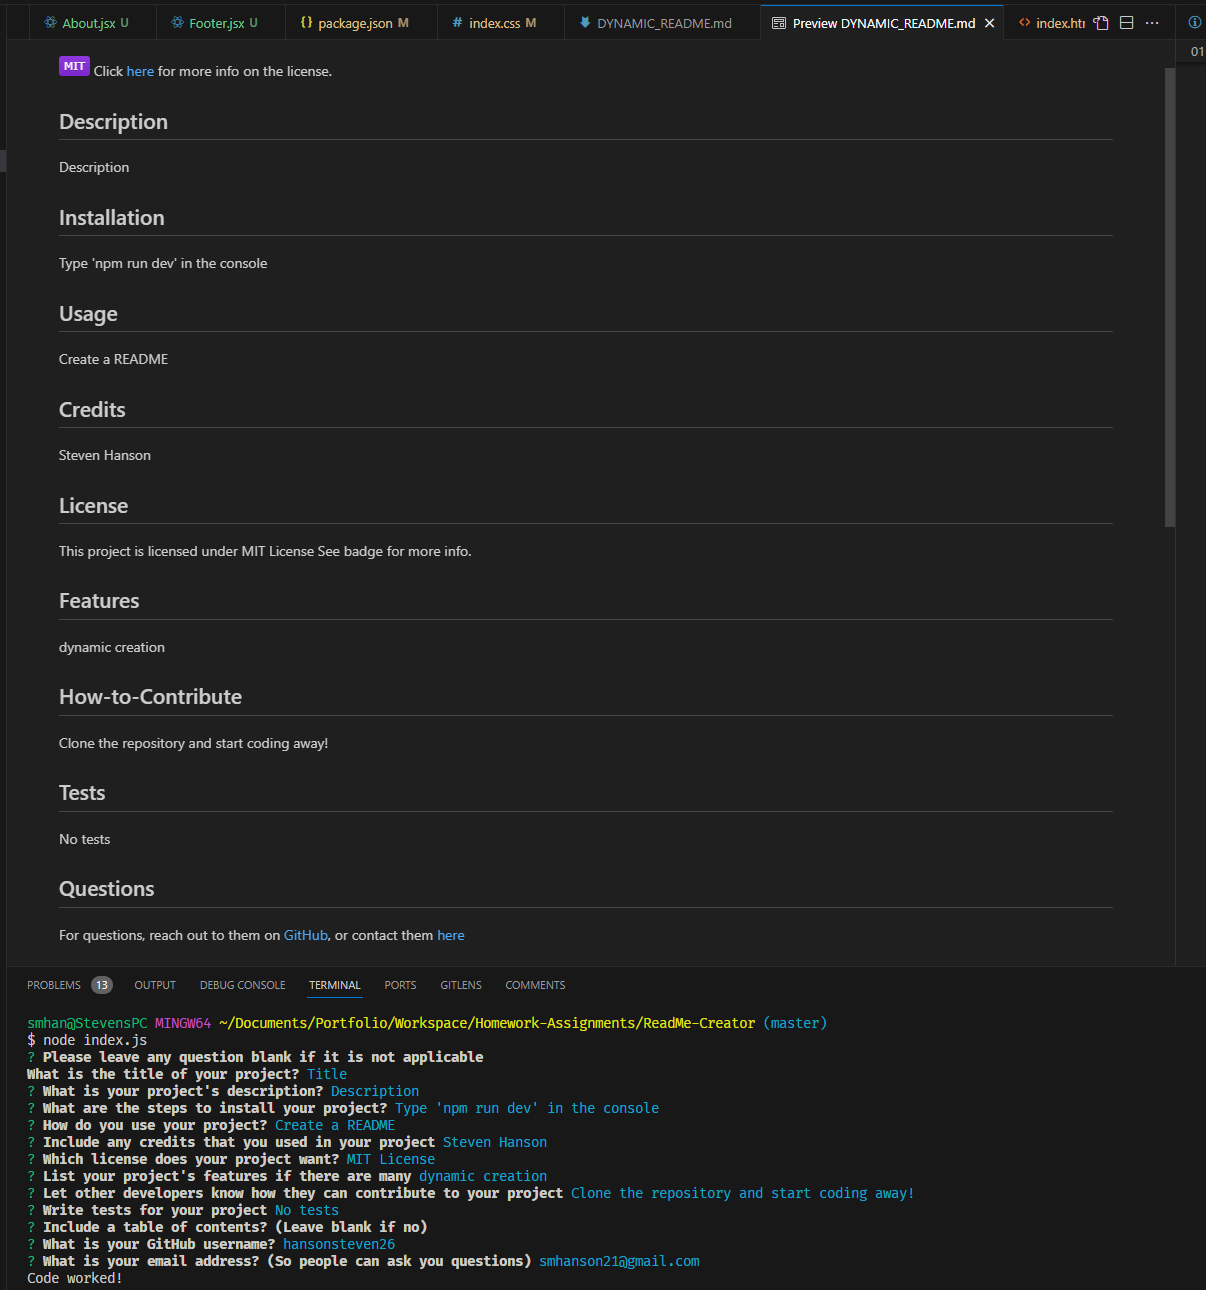 About.jsx U Footer.jsx U {} package.json M # index.css M DYNAMIC_README.md Preview DYNAMIC_README.md index.ht
01
MIT Click here for more info on the license.
Description
Description
Installation
Type 'npm run dev' in the console
Usage
Create a README
Credits
Steven Hanson
License
This project is licensed under MIT License See badge for more info.
Features
dynamic creation
How-to-Contribute
Clone the repository and start coding away!
Tests
No tests
Questions
For questions, reach out to them on GitHub, or contact them here
PROBLEMS 13 OUTPUT DEBUG CONSOLE TERMINAL PORTS GITLENS COMMENTS
smhan@StevensPC MINGW64 ~/Documents/Portfolio/Workspace/Homework-Assignments/ReadMe-Creator (master)
$ node index.js
? Please leave any question blank if it is not applicable
What is the title of your project? Title
? What is your project's description? Description
? What are the steps to install your project? Type 'npm run dev' in the console
? How do you use your project? Create a README
? Include any credits that you used in your project Steven Hanson
? Which license does your project want? MIT License
? List your project's features if there are many dynamic creation
? Let other developers know how they can contribute to your project Clone the repository and start coding away!
? Write tests for your project No tests
? Include a table of contents? (Leave blank if no)
? What is your GitHub username? hansonsteven26
? What is your email address? (So people can ask you questions) smhanson21@gmail.com
Code worked!